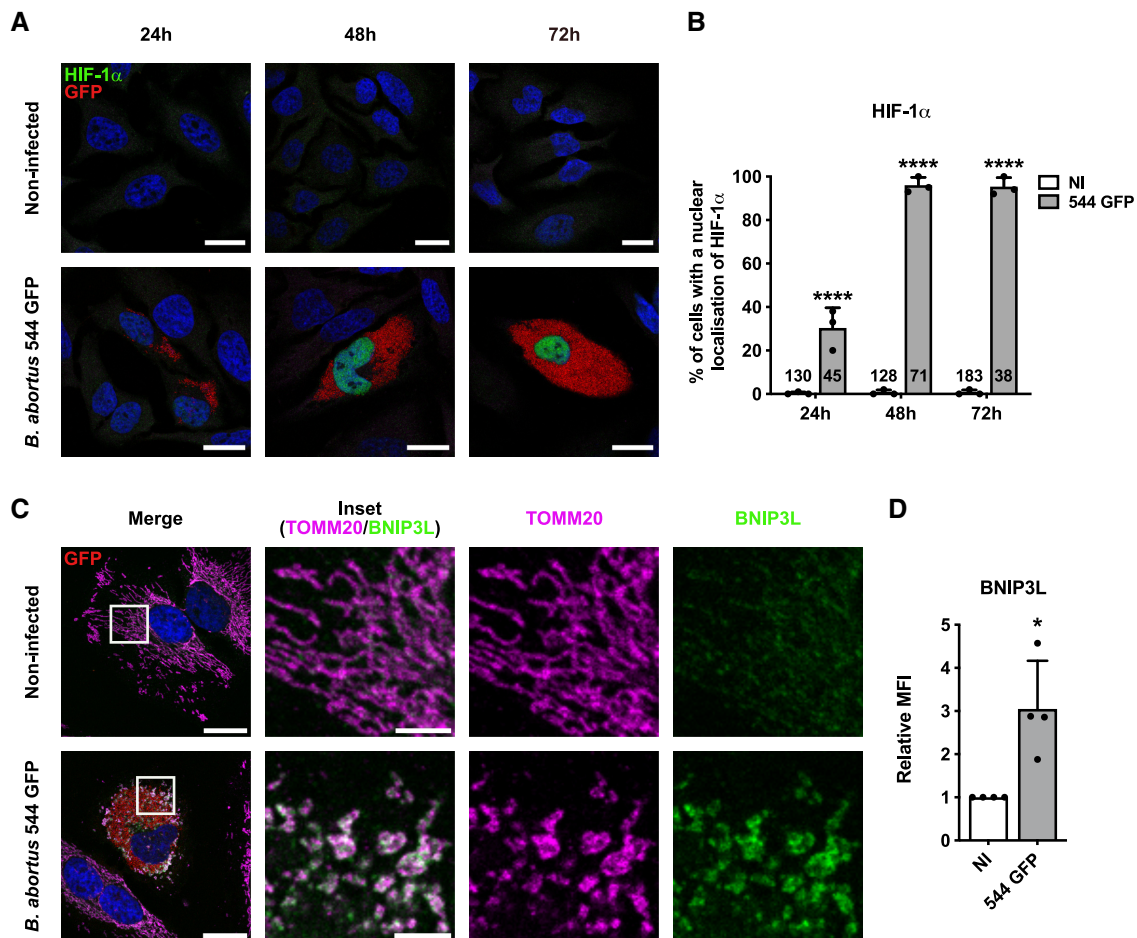 A
24h
48h
72h
Non-infected
HIF-1α
GFP
B. abortus 544 GFP
B
HIF-1α
% of cells with a nuclear
localisation of HIF-1α
100
80
60
40
20
0
****
****
****
130
45
128
71
183
38
24h
48h
72h
NI
544 GFP
C
Merge
Inset
(TOMM20/BNIP3L)
TOMM20
BNIP3L
Non-infected
GFP
B. abortus 544 GFP
D
BNIP3L
Relative MFI
5
4
3
2
1
0
*
NI
544 GFP